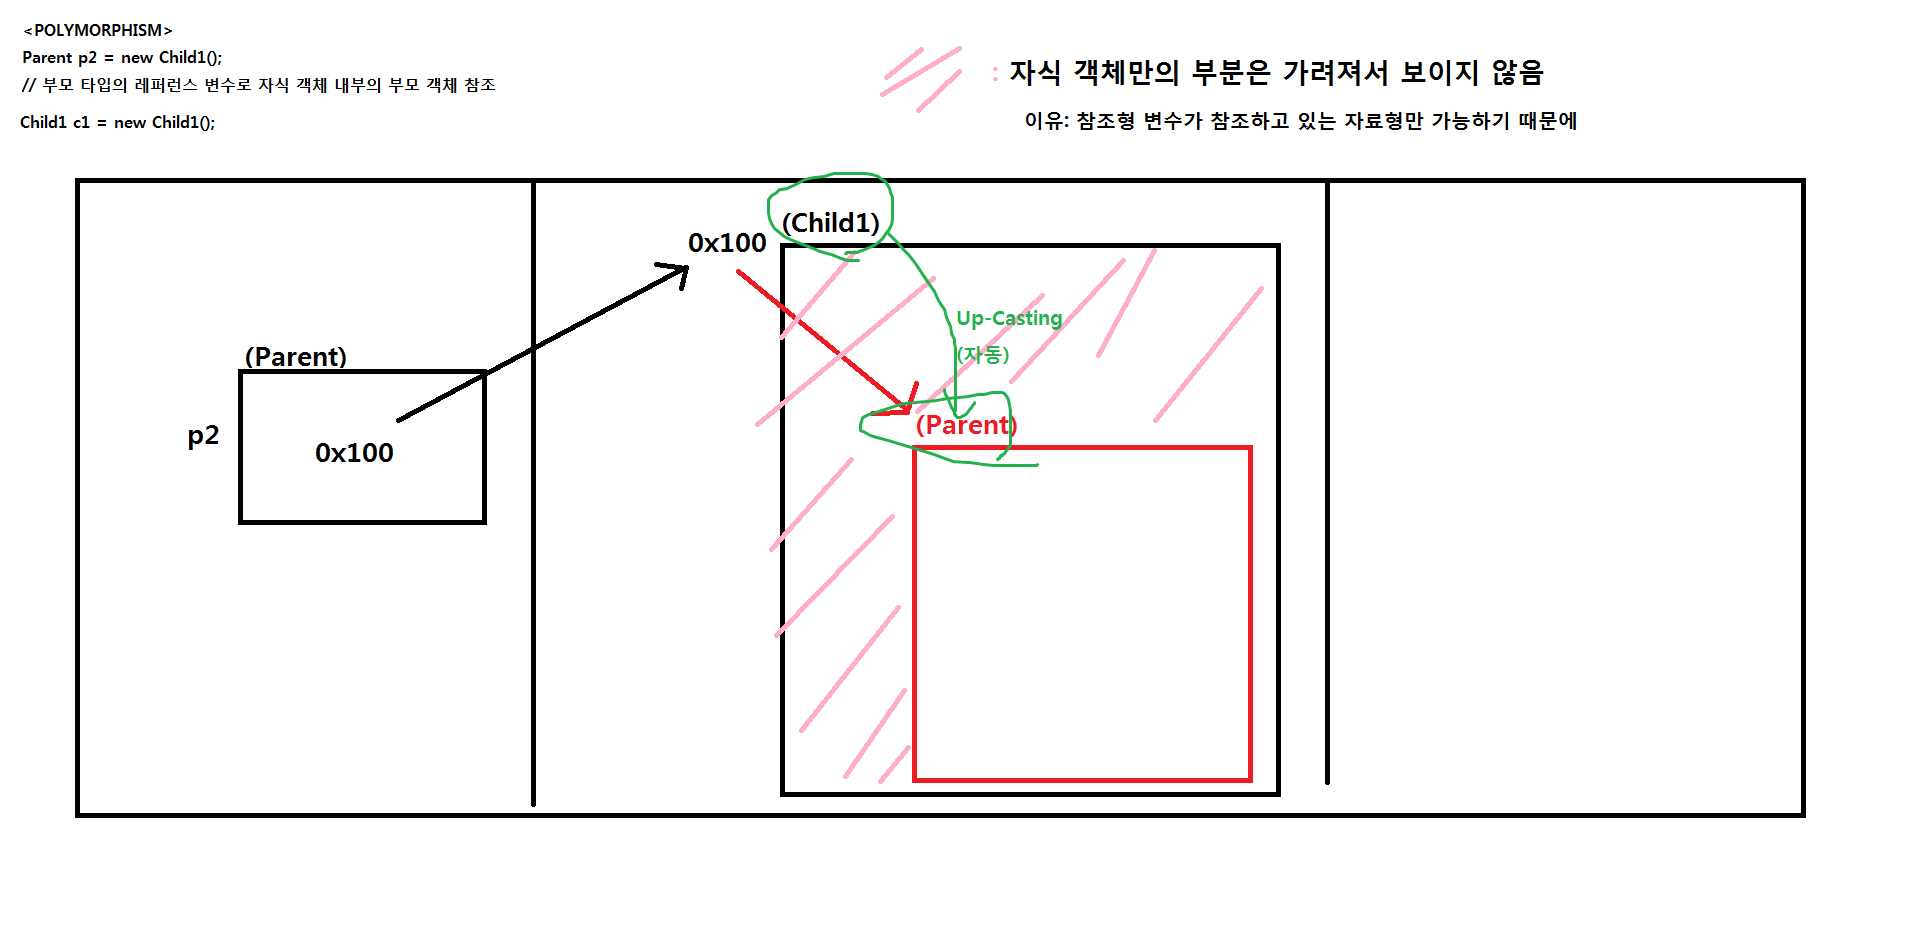 <POLYMORPHISM>
Parent p2 = new Child1();
// 부모 타입의 레퍼런스 변수로 자식 객체 내부의 부모 객체 참조
Child1 c1 = new Child1();
: 자식 객체만의 부분은 가려져서 보이지 않음
이유: 참조형 변수가 참조하고 있는 자료형만 가능하기 때문에
(Child1)
0x100
Up-Casting
(자동)
(Parent)
(Parent)
p2
0x100